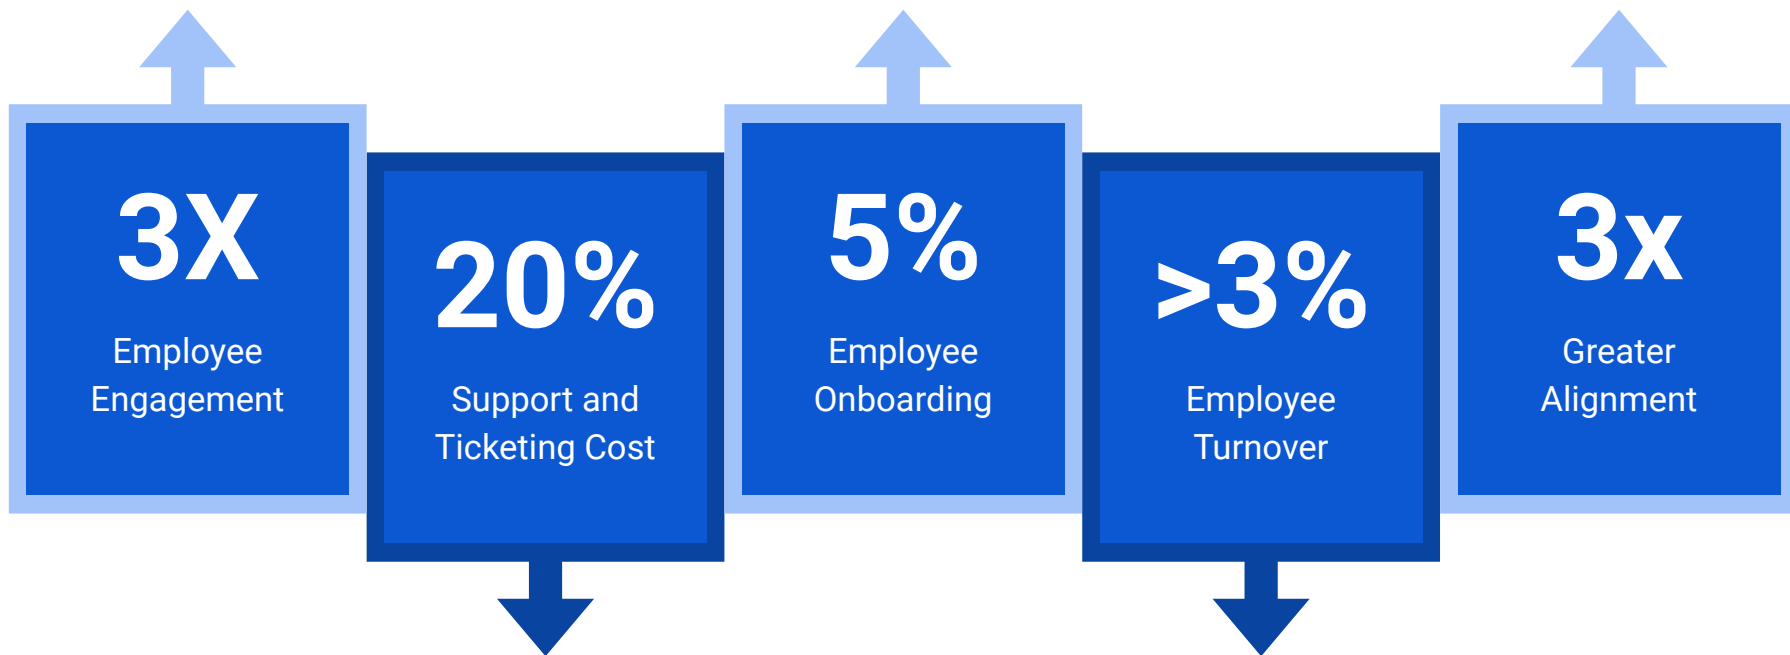 3X
Employee
Engagement
20%
Support and
Ticketing Cost
5%
Employee
Onboarding
>3%
Employee
Turnover
3x
Greater
Alignment